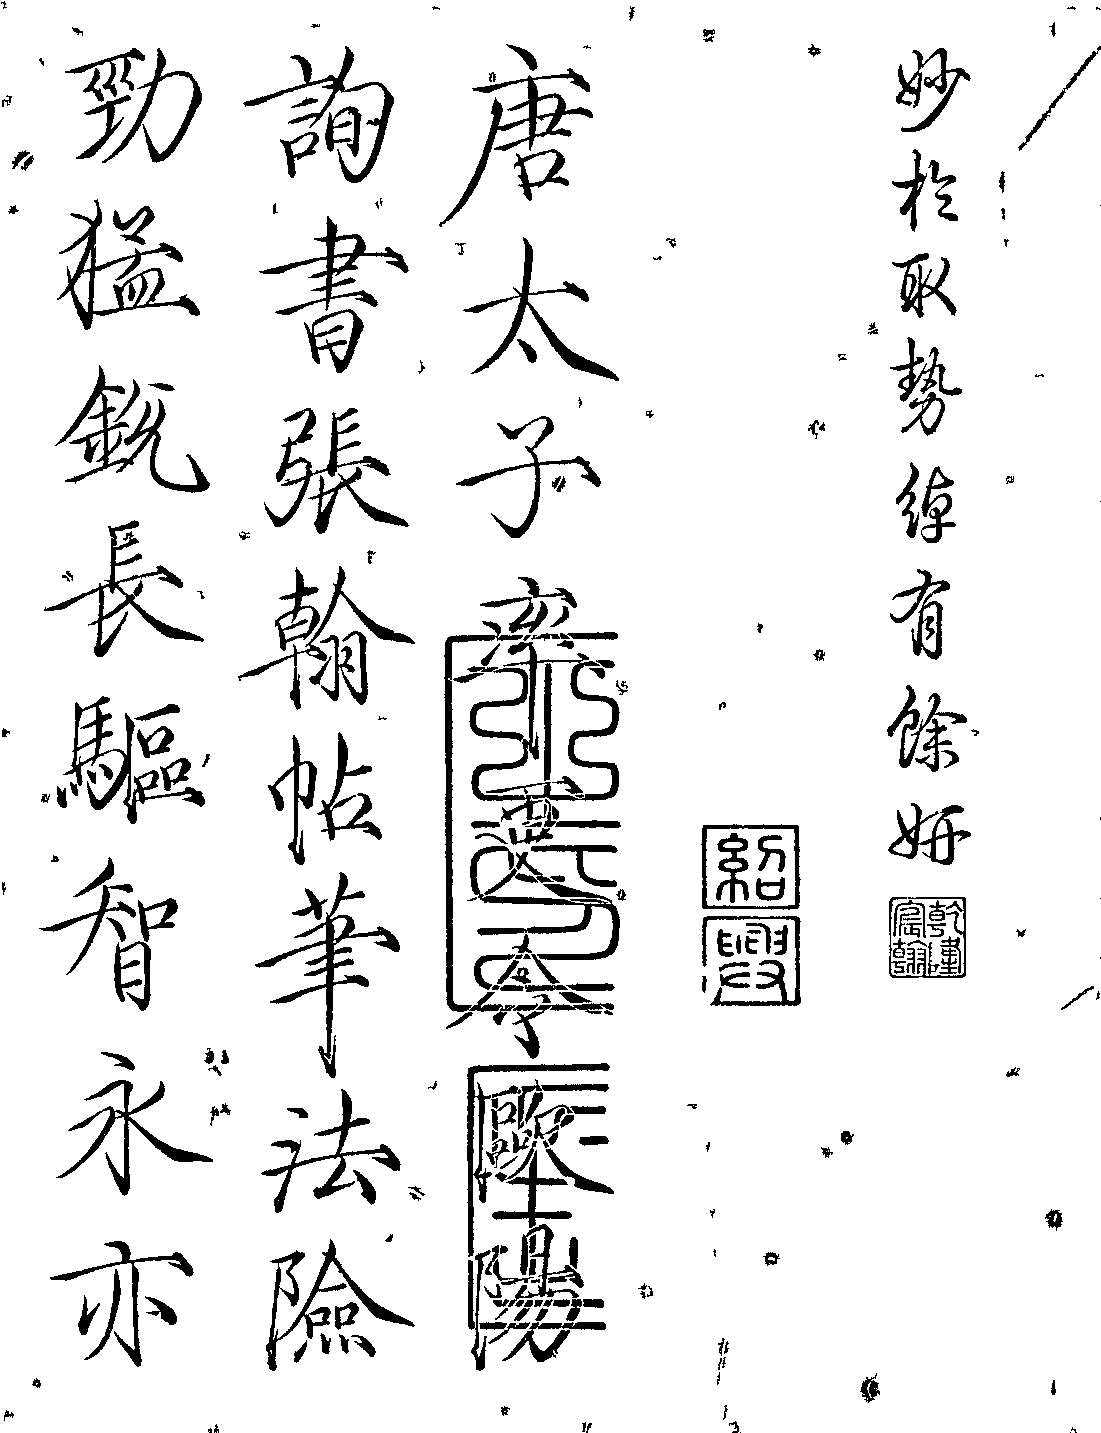 妙於取勢綽有餘妍
乾隆
宸翰
紹興
唐太子率更令歐陽
詢書張翰帖筆法險
勁猛銳長驅智永亦